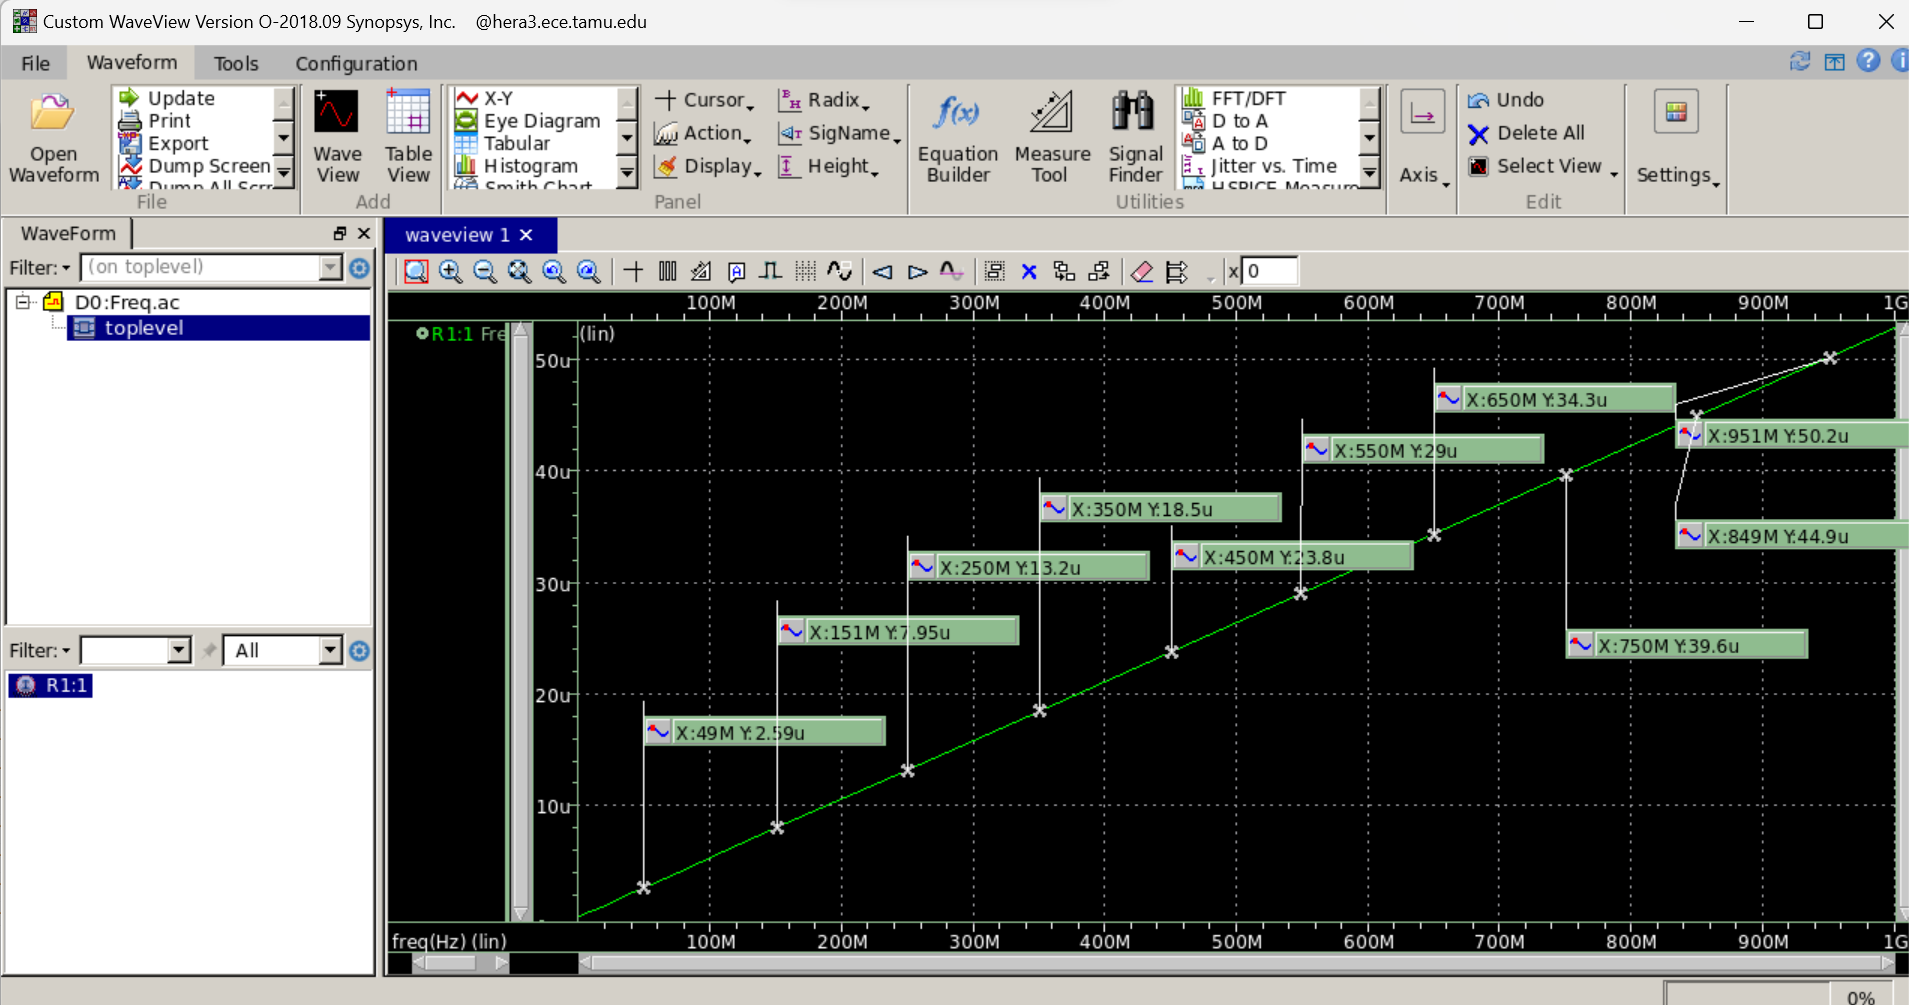 Custom WaveView Version O-2018.09 Synopsys, Inc. @hera3.ece.tamu.edu
File Waveform Tools Configuration
Open Waveform
Update
Print
Export
Dump Screen
Dump All Scr
File
Wave View
Table View
Add
X-Y
Eye Diagram
Tabular
Histogram
Smith Chart
Cursor
Action
Display
Radix
SigName
Height
Panel
f(x)
Equation Builder
Measure Tool
Signal Finder
FFT/DFT
D to A
A to D
Jitter vs. Time
HSPICE Measure
Utilities
Axis
Undo
Delete All
Select View
Edit
Settings
WaveForm
Filter: (on toplevel)
D0:Freq.ac
toplevel
Filter: All
R1:1
waveview 1
x 0
100M 200M 300M 400M 500M 600M 700M 800M 900M 1G
R1:1 Fre
(lin)
50u
40u
30u
20u
10u
X:650M Y:34.3u
X:951M Y:50.2u
X:550M Y:29u
X:350M Y:18.5u
X:849M Y:44.9u
X:450M Y:23.8u
X:250M Y:13.2u
X:151M Y:7.95u
X:750M Y:39.6u
X:49M Y:2.59u
freq(Hz) (lin) 100M 200M 300M 400M 500M 600M 700M 800M 900M 1G
0%